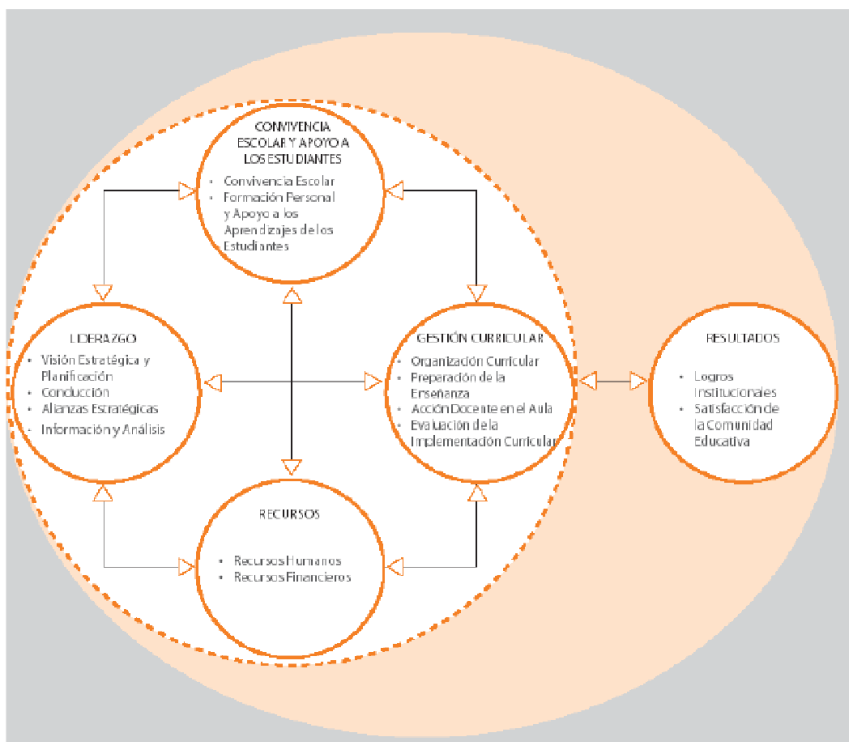 CONVIVENCIA
ESCOLAR Y APOYO A
LOS ESTUDIANTES
• Convivencia Escolar
• Formación Personal
y Apoyo a los
Aprendizajes de los
Estudiantes
LIDERAZGO
• Visión Estratégica y
Planificación
• Conducción
• Alianzas Estratégicas
• Información y Análisis
GESTIÓN CURRICULAR
• Organización Curricular
• Preparación de la
Enseñanza
• Acción Docente en el Aula
• Evaluación de la
Implementación Curricular
RESULTADOS
• Logros
Institucionales
• Satisfacción de
la Comunidad
Educativa
RECURSOS
• Recursos Humanos
• Recursos Financieros